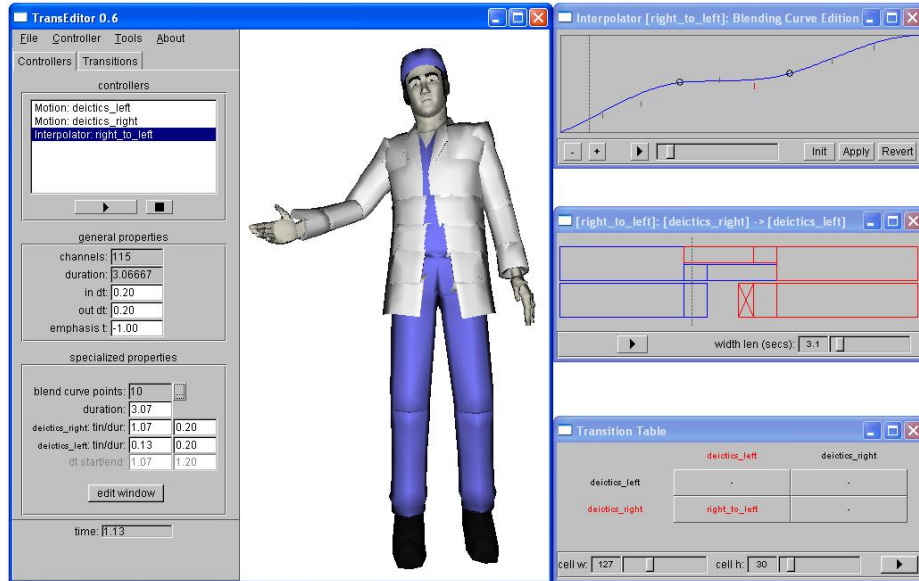 TransEditor 0.6
File Controller Tools About
Controllers Transitions
controllers
Motion: deictics_left
Motion: deictics_right
Interpolator: right_to_left
general properties
channels: 115
duration: 3.06667
in dt: 0.20
out dt: 0.20
emphasis t: -1.00
specialized properties
blend curve points: 10 ...
duration: 3.07
deictics_right: tin/dur: 1.07 0.20
deictics_left: tin/dur: 0.13 0.20
dt start/end: 1.07 1.20
edit window
time: 1.13
Interpolator [right_to_left]: Blending Curve Edition
- + Init Apply Revert
[right_to_left]: [deictics_right] -> [deictics_left]
width len (secs): 3.1
Transition Table
deictics_left deictics_right
deictics_left - -
deictics_right right_to_left -
cell w: 127 cell h: 30